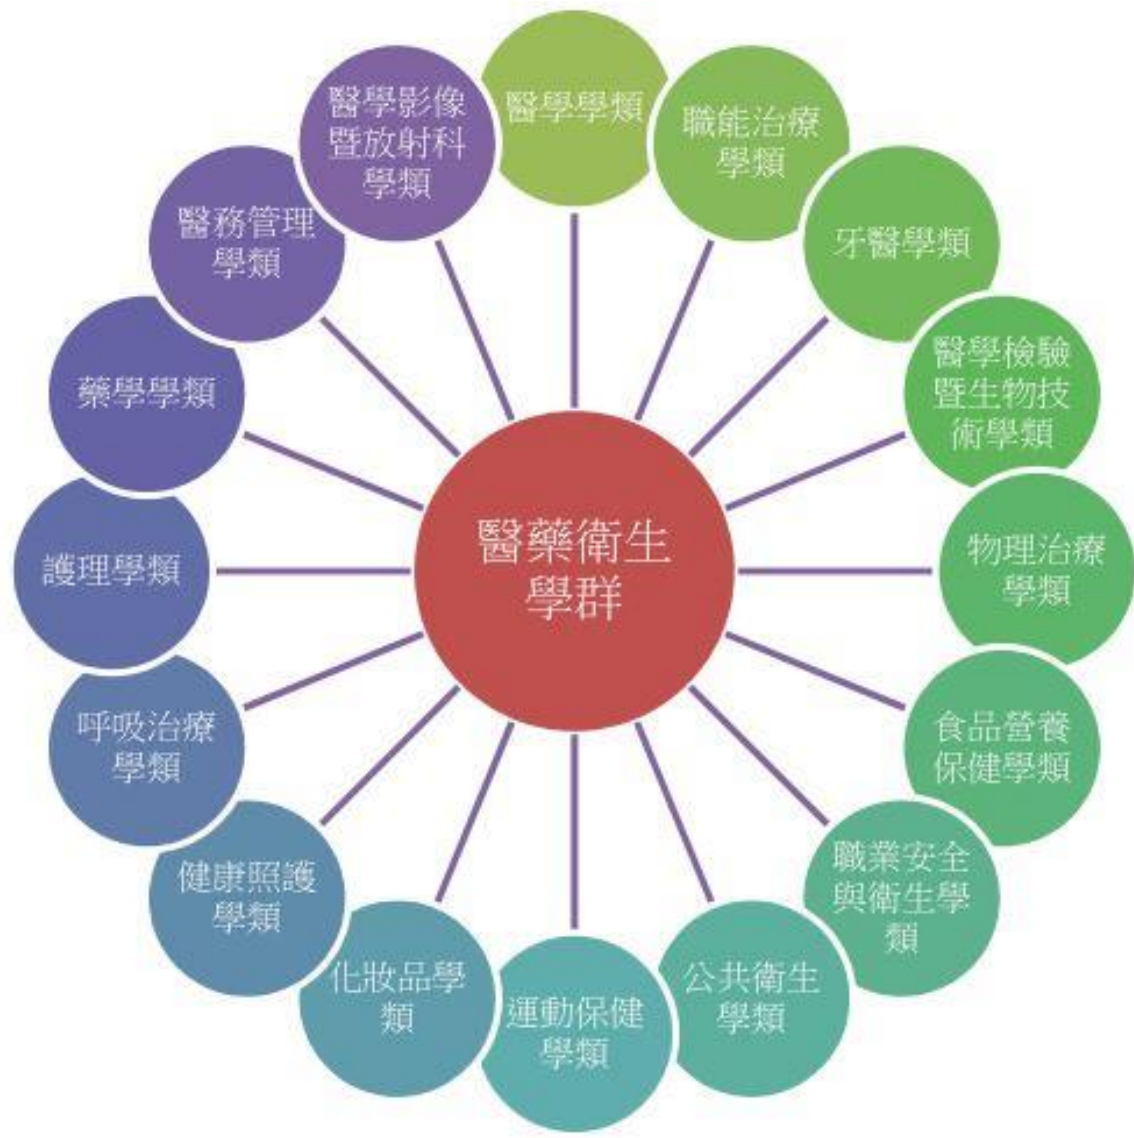 醫藥衛生
學群
醫學學類
職能治療
學類
牙醫學類
醫學檢驗
暨生物技
術學類
物理治療
學類
食品營養
保健學類
職業安全
與衛生學
類
公共衛生
學類
運動保健
學類
化妝品學
類
健康照護
學類
呼吸治療
學類
護理學類
藥學學類
醫務管理
學類
醫學影像
暨放射科
學類